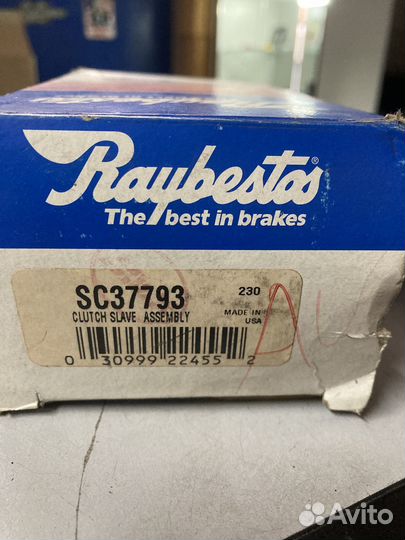 Raybestos®
The best in brakes
SC37793 230
CLUTCH SLAVE ASSEMBLY MADE IN
USA
0 30999 22455 2
Avito